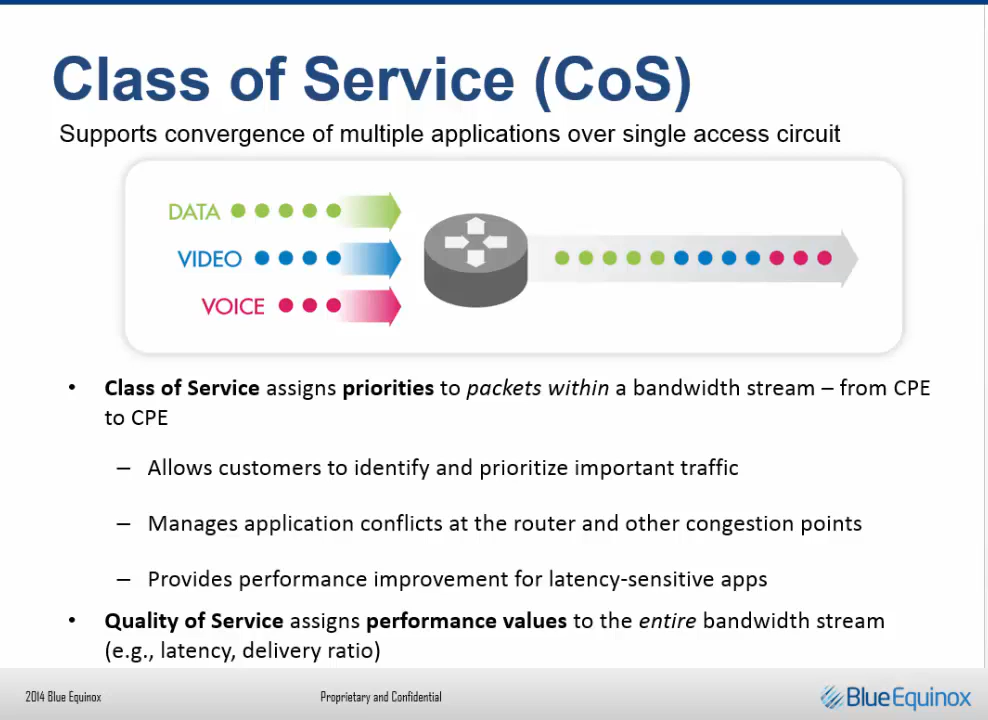 Class of Service (CoS)
Supports convergence of multiple applications over single access circuit
DATA
VIDEO
VOICE
• Class of Service assigns priorities to packets within a bandwidth stream – from CPE
to CPE
– Allows customers to identify and prioritize important traffic
– Manages application conflicts at the router and other congestion points
– Provides performance improvement for latency-sensitive apps
• Quality of Service assigns performance values to the entire bandwidth stream
(e.g., latency, delivery ratio)
2014 Blue Equinox
Proprietary and Confidential
BlueEquinox